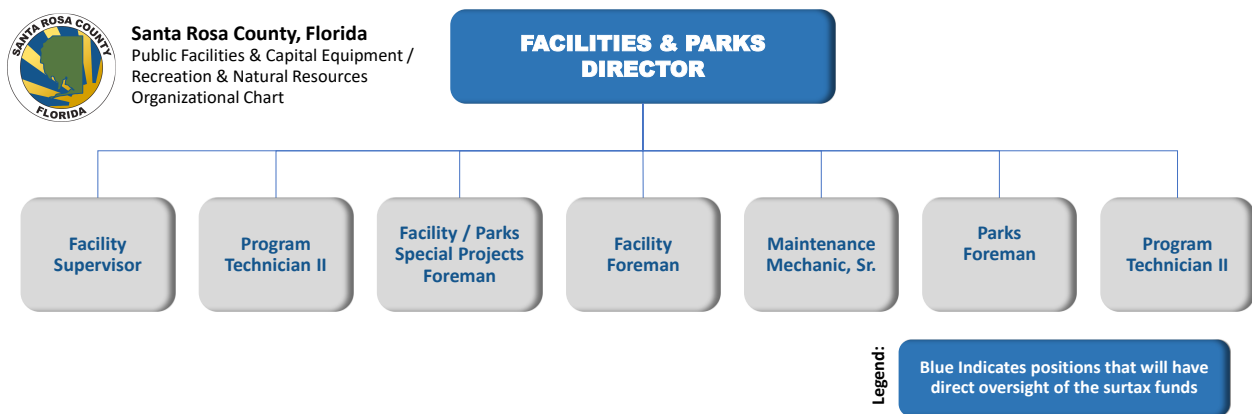 SANTA ROSA COUNTY
FLORIDA
Santa Rosa County, Florida
Public Facilities & Capital Equipment /
Recreation & Natural Resources
Organizational Chart
FACILITIES & PARKS
DIRECTOR
Facility
Supervisor
Program
Technician II
Facility / Parks
Special Projects
Foreman
Facility
Foreman
Maintenance
Mechanic, Sr.
Parks
Foreman
Program
Technician II
Legend:
Blue Indicates positions that will have
direct oversight of the surtax funds